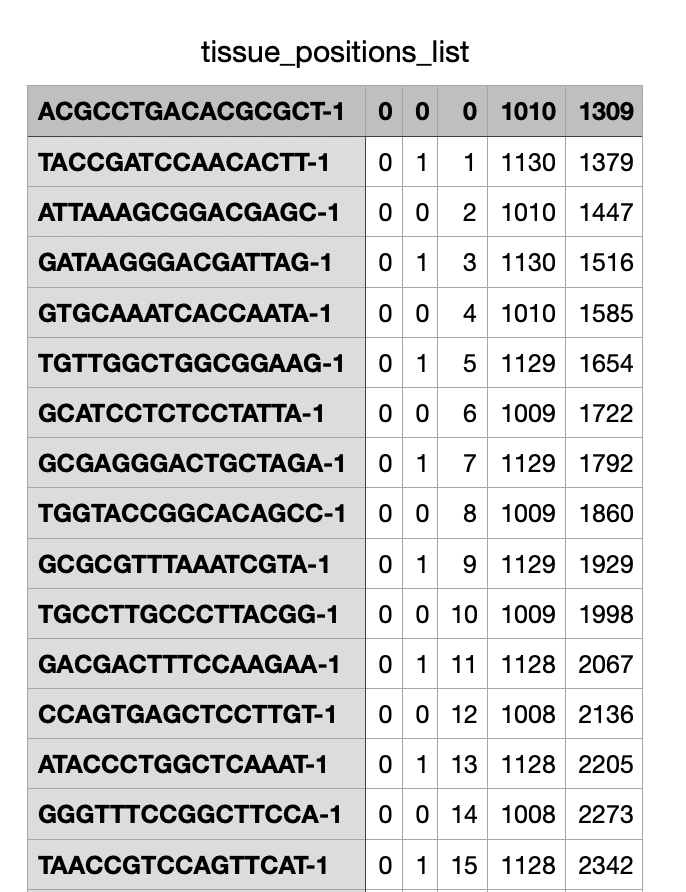 tissue_positions_list
ACGCCTGACACGCGCT-1 0 0 0 1010 1309
TACCGATCCAACACTT-1 0 1 1 1130 1379
ATTAAAGCGGACGAGC-1 0 0 2 1010 1447
GATAAGGGACGATTAG-1 0 1 3 1130 1516
GTGCAAATCACCAATA-1 0 0 4 1010 1585
TGTTGGCTGGCGGAAG-1 0 1 5 1129 1654
GCATCCTCTCCTATTA-1 0 0 6 1009 1722
GCGAGGGACTGCTAGA-1 0 1 7 1129 1792
TGGTACCGGCACAGCC-1 0 0 8 1009 1860
GCGCGTTTAAATCGTA-1 0 1 9 1129 1929
TGCCTTGCCCTTACGG-1 0 0 10 1009 1998
GACGACTTTCCAAGAA-1 0 1 11 1128 2067
CCAGTGAGCTCCTTGT-1 0 0 12 1008 2136
ATACCCTGGCTCAAAT-1 0 1 13 1128 2205
GGGTTTCCGGCTTCCA-1 0 0 14 1008 2273
TAACCGTCCAGTTCAT-1 0 1 15 1128 2342